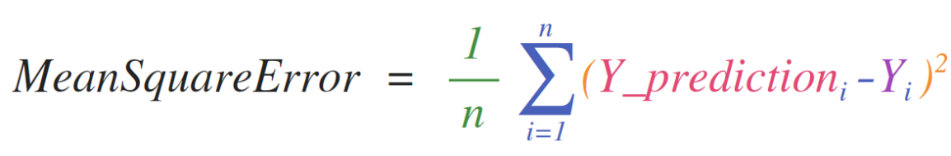 MeanSquareError = 1/n ∑_{i=1}^{n} (Y_prediction_i - Y_i)^2